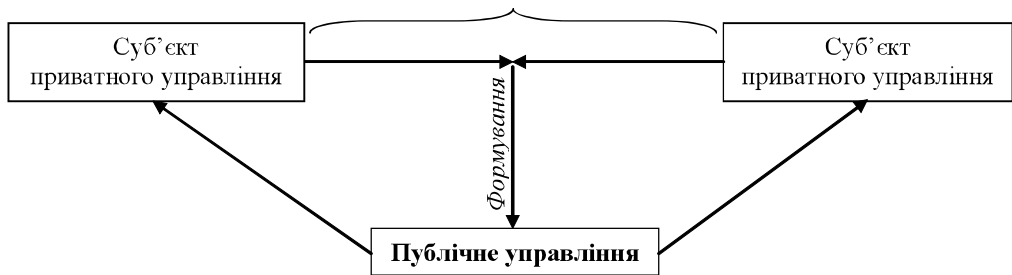 Суб’єкт
приватного управління
Суб’єкт
приватного управління
Формування
Публічне управління